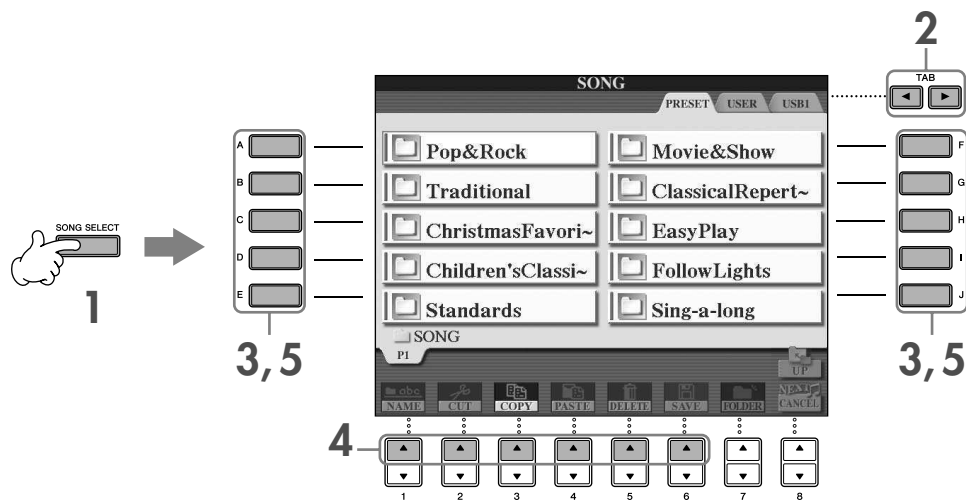 2
TAB
SONG
PRESET USER USB1
A Pop&Rock Movie&Show F
B Traditional ClassicalRepert~ G
C ChristmasFavori~ EasyPlay H
D Children'sClassi~ FollowLights I
E Standards Sing-a-long J
SONG SELECT
1
3, 5
3, 5
SONG
P1
UP
abc
NEXT
NAME CUT COPY PASTE DELETE SAVE FOLDER CANCEL
4
1 2 3 4 5 6 7 8